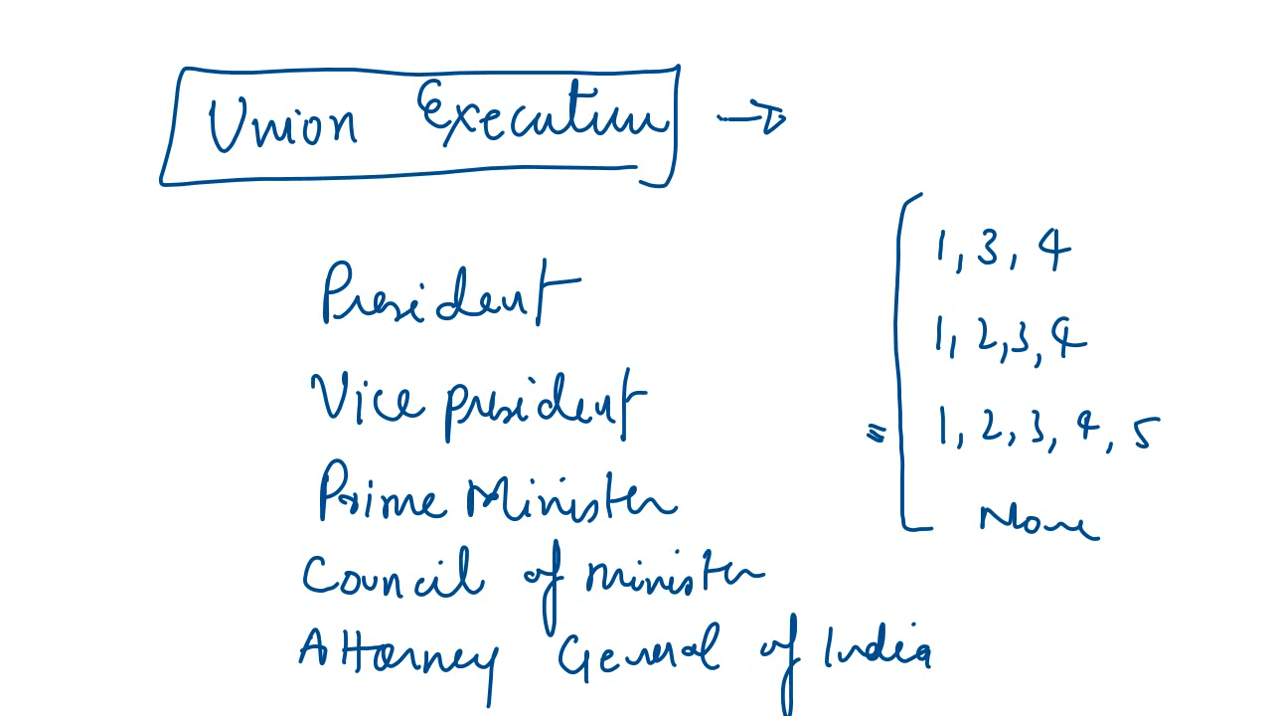 Union Executive →
President
Vice president
Prime Minister
Council of minister
Attorney General of India
1, 3, 4
1, 2, 3, 4
= 1, 2, 3, 4, 5
None